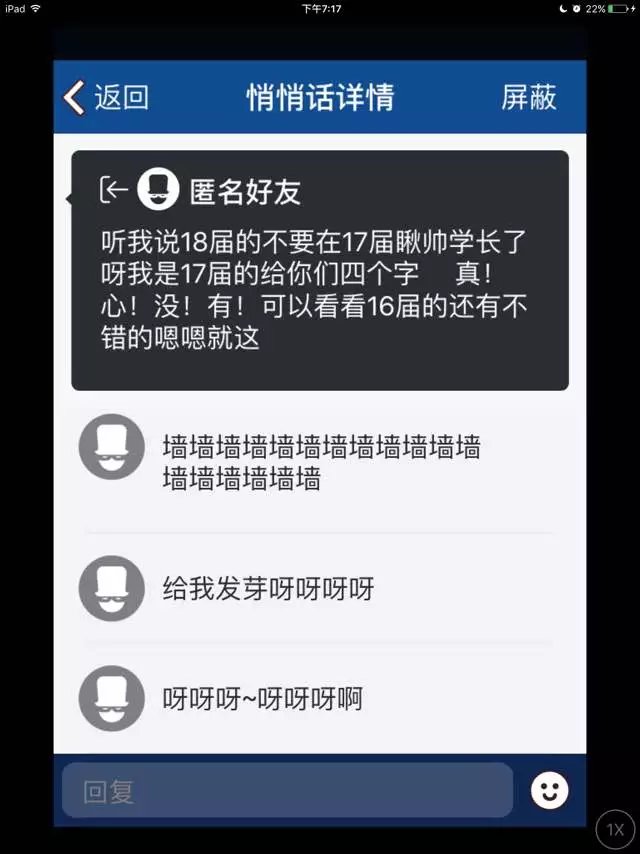 iPad 下午7:17 22%
返回 悄悄话详情 屏蔽
匿名好友
听我说18届的不要在17届瞅帅学长了
呀我是17届的给你们四个字 真！
心！没！有！可以看看16届的还有不
错的嗯嗯就这
墙墙墙墙墙墙墙墙墙墙墙墙
墙墙墙墙墙墙
给我发芽呀呀呀呀
呀呀呀~呀呀呀啊
回复
1X